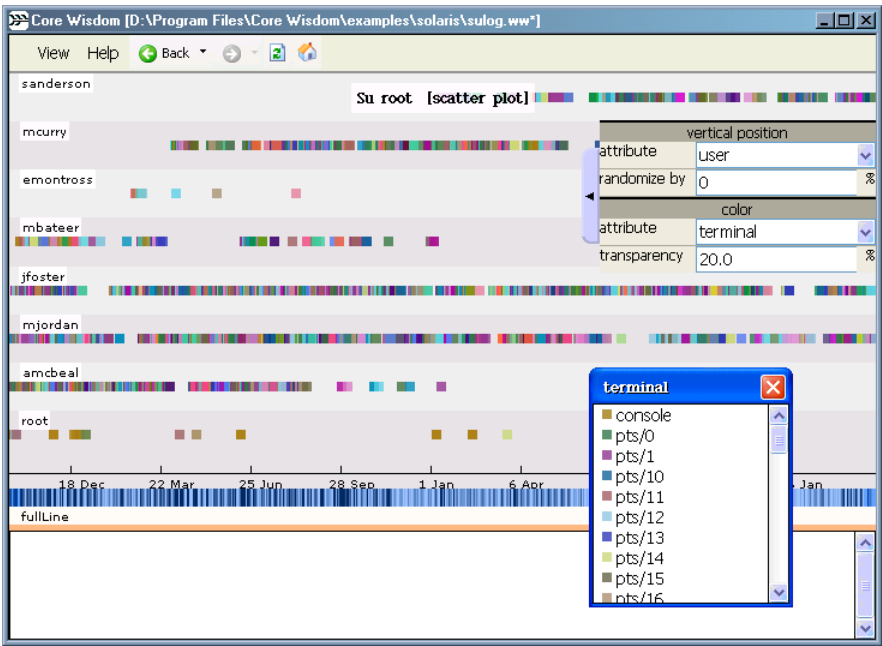 Core Wisdom [D:\Program Files\Core Wisdom\examples\solaris\sulog.ww*]
View Help Back
sanderson
Su root [scatter plot]
mcurry
vertical position
attribute user
randomize by 0 %
emontross
color
mbateer
attribute terminal
transparency 20.0 %
jfoster
mjordan
amcbeal
root
18 Dec 22 Mar 25 Jun 28 Sep 1 Jan 6 Apr Jan
fullLine
terminal
console
pts/0
pts/1
pts/10
pts/11
pts/12
pts/13
pts/14
pts/15
pts/16